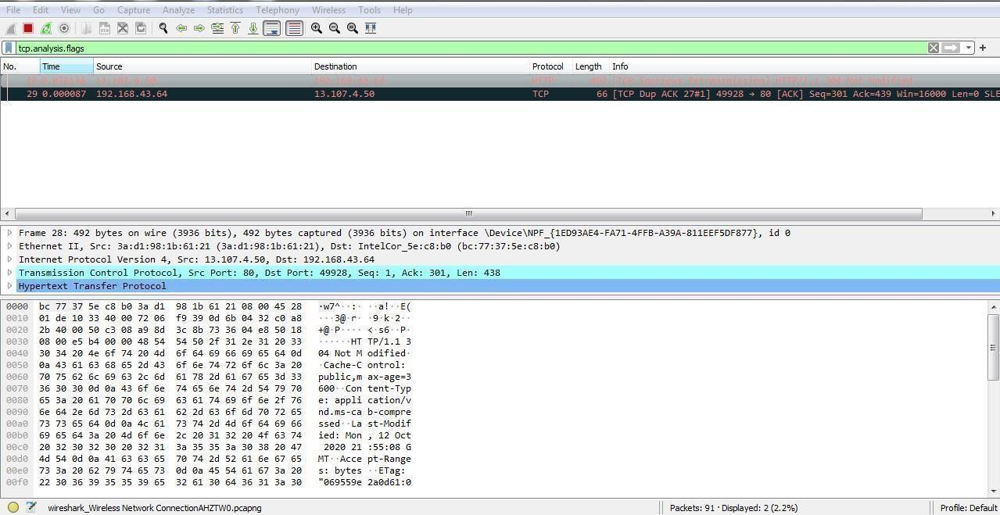 File Edit View Go Capture Analyze Statistics Telephony Wireless Tools Help
tcp.analysis.flags
No. Time Source Destination Protocol Length Info
28 0.078136 13.107.4.50 192.168.43.64 HTTP 492 [TCP Spurious Retransmission] HTTP/1.1 304 Not Modified
29 0.000087 192.168.43.64 13.107.4.50 TCP 66 [TCP Dup ACK 27#1] 49928 → 80 [ACK] Seq=301 Ack=439 Win=16000 Len=0 SLE
Frame 28: 492 bytes on wire (3936 bits), 492 bytes captured (3936 bits) on interface \Device\NPF_{1ED93AE4-FA71-4FFB-A39A-811EEF5DF877}, id 0
Ethernet II, Src: 3a:d1:98:1b:61:21 (3a:d1:98:1b:61:21), Dst: IntelCor_5e:c8:b0 (bc:77:37:5e:c8:b0)
Internet Protocol Version 4, Src: 13.107.4.50, Dst: 192.168.43.64
Transmission Control Protocol, Src Port: 80, Dst Port: 49928, Seq: 1, Ack: 301, Len: 438
Hypertext Transfer Protocol
0000 bc 77 37 5e c8 b0 3a d1 98 1b 61 21 08 00 45 28 ·w7^··:· ··a!··E(
0010 01 de 10 33 40 00 72 06 f9 39 0d 6b 04 32 c0 a8 ···3@·r· ·9·k·2··
0020 2b 40 00 50 c3 08 a9 8d 3c 8b 73 36 04 e8 50 18 +@·P···· <·s6··P·
0030 08 00 e5 b4 00 00 48 54 54 50 2f 31 2e 31 20 33 ······HT TP/1.1 3
0040 30 34 20 4e 6f 74 20 4d 6f 64 69 66 69 65 64 0d 04 Not M odified·
0050 0a 43 61 63 68 65 2d 43 6f 6e 74 72 6f 6c 3a 20 ·Cache-C ontrol:
0060 70 75 62 6c 69 63 2c 6d 61 78 2d 61 67 65 3d 33 public,m ax-age=3
0070 36 30 30 0d 0a 43 6f 6e 74 65 6e 74 2d 54 79 70 600··Con tent-Typ
0080 65 3a 20 61 70 70 6c 69 63 61 74 69 6f 6e 2f 76 e: appli cation/v
0090 6e 64 2e 6d 73 2d 63 61 62 2d 63 6f 6d 70 72 65 nd.ms-ca b-compre
00a0 73 73 65 64 0d 0a 4c 61 73 74 2d 4d 6f 64 69 66 ssed··La st-Modif
00b0 69 65 64 3a 20 4d 6f 6e 2c 20 31 32 20 4f 63 74 ied: Mon , 12 Oct
00c0 20 32 30 32 30 20 32 31 3a 35 35 3a 30 38 20 47 2020 21 :55:08 G
00d0 4d 54 0d 0a 41 63 63 65 70 74 2d 52 61 6e 67 65 MT··Acce pt-Range
00e0 73 3a 20 62 79 74 65 73 0d 0a 45 54 61 67 3a 20 s: bytes ··ETag:
00f0 22 30 36 39 35 35 39 65 32 61 30 64 36 31 3a 30 "069559e 2a0d61:0
wireshark_Wireless Network ConnectionAHZTW0.pcapng Packets: 91 · Displayed: 2 (2.2%) Profile: Default